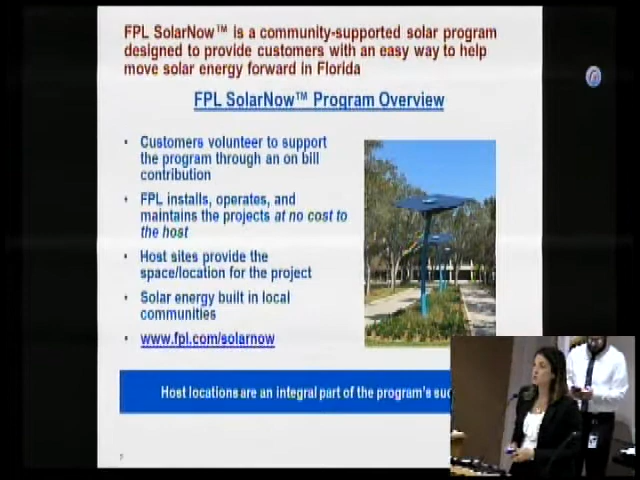 FPL SolarNow™ is a community-supported solar program
designed to provide customers with an easy way to help
move solar energy forward in Florida
FPL SolarNow™ Program Overview
• Customers volunteer to support
the program through an on bill
contribution
• FPL installs, operates, and
maintains the projects at no cost to
the host
• Host sites provide the
space/location for the project
• Solar energy built in local
communities
• www.fpl.com/solarnow
Host locations are an integral part of the program's suc